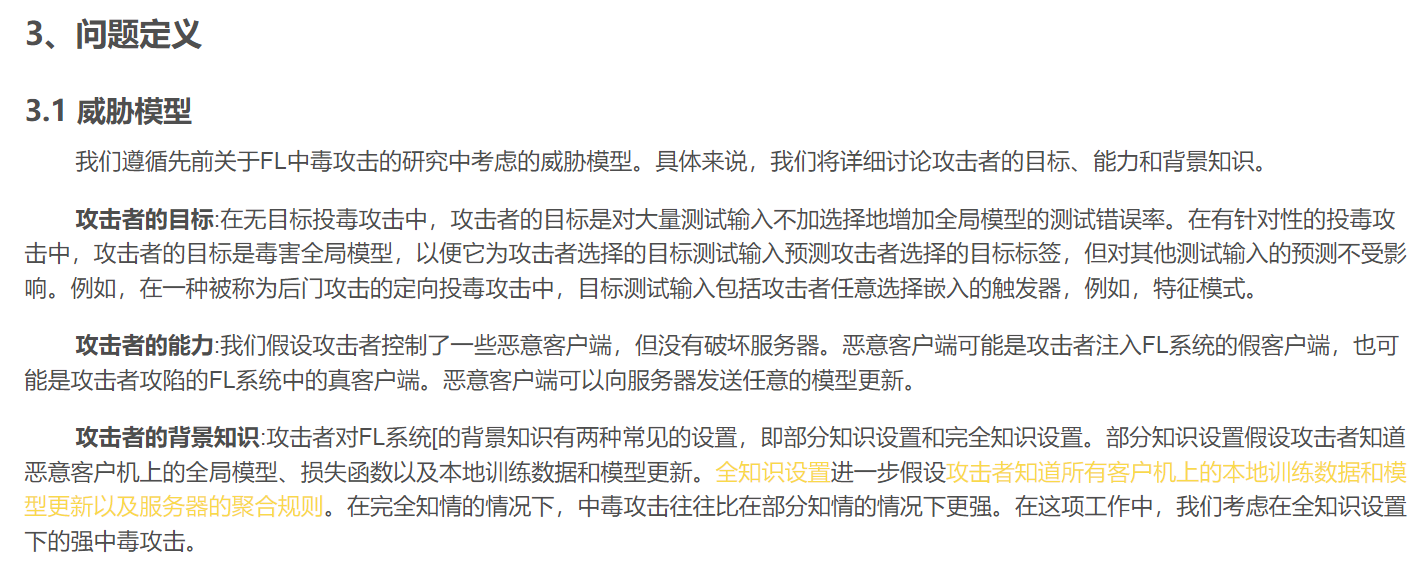 3、问题定义
3.1 威胁模型
我们遵循先前关于FL中毒攻击的研究中考虑的威胁模型。具体来说，我们将详细讨论攻击者的目标、能力和背景知识。
攻击者的目标:在无目标投毒攻击中，攻击者的目标是对大量测试输入不加选择地增加全局模型的测试错误率。在有针对性的投毒攻
击中，攻击者的目标是毒害全局模型，以便它为攻击者选择的目标测试输入预测攻击者选择的目标标签，但对其他测试输入的预测不受影
响。例如，在一种被称为后门攻击的定向投毒攻击中，目标测试输入包括攻击者任意选择嵌入的触发器，例如，特征模式。
攻击者的能力:我们假设攻击者控制了一些恶意客户端，但没有破坏服务器。恶意客户端可能是攻击者注入FL系统的假客户端，也可
能是攻击者攻陷的FL系统中的真客户端。恶意客户端可以向服务器发送任意的模型更新。
攻击者的背景知识:攻击者对FL系统[的背景知识有两种常见的设置，即部分知识设置和完全知识设置。部分知识设置假设攻击者知道
恶意客户机上的全局模型、损失函数以及本地训练数据和模型更新。全知识设置进一步假设攻击者知道所有客户机上的本地训练数据和模
型更新以及服务器的聚合规则。在完全知情的情况下，中毒攻击往往比在部分知情的情况下更强。在这项工作中，我们考虑在全知识设置
下的强中毒攻击。